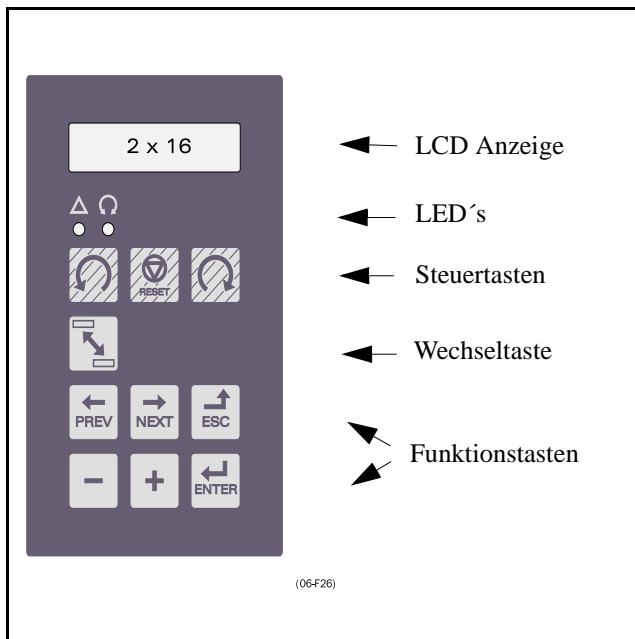 2 x 16
LCD Anzeige
LED´s
RESET
Steuertasten
Wechseltaste
PREV NEXT ESC
Funktionstasten
- +
ENTER
(06-F26)